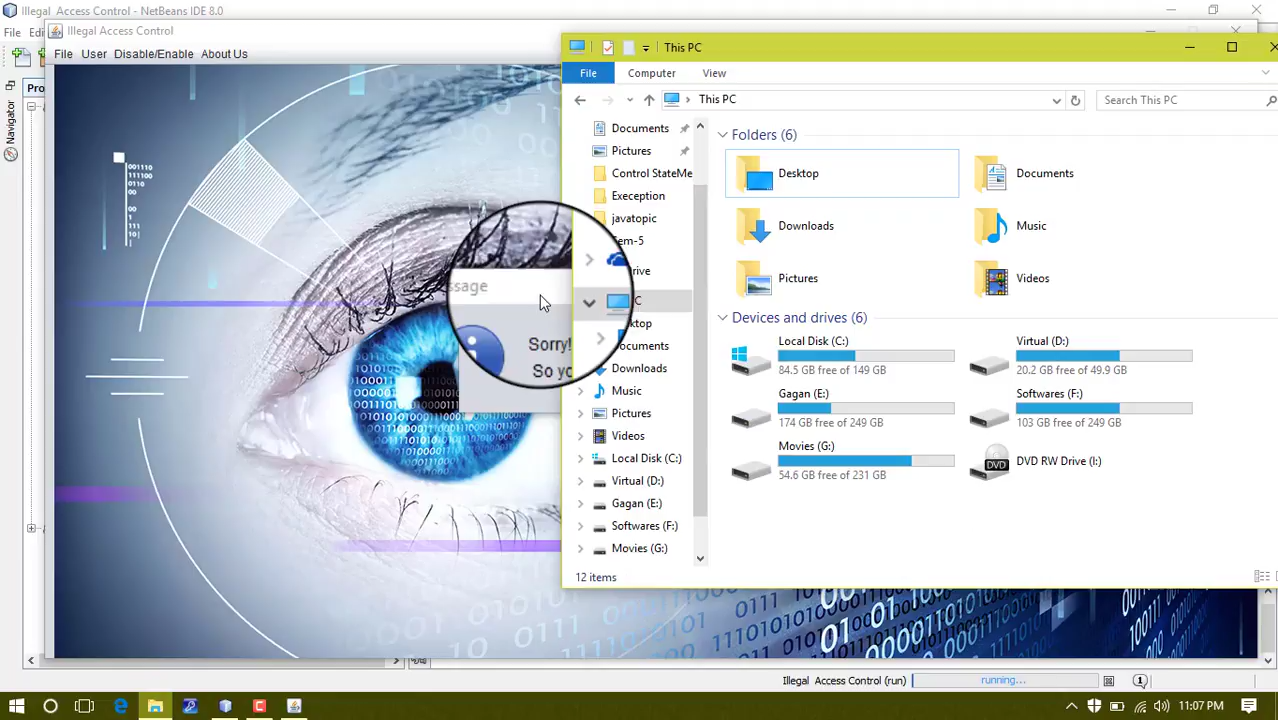 Illegal Access Control - NetBeans IDE 8.0
File
Illegal Access Control
File User Disable/Enable About Us
Navigator
This PC
File Computer View
This PC
Search This PC
Documents
Pictures
Control StateMe
Exeception
javatopic
em-5
rive
C
ktop
ocuments
Downloads
Music
Pictures
Videos
Local Disk (C:)
Virtual (D:)
Gagan (E:)
Softwares (F:)
Movies (G:)
Folders (6)
Desktop
Documents
Downloads
Music
Pictures
Videos
Devices and drives (6)
Local Disk (C:)
84.5 GB free of 149 GB
Virtual (D:)
20.2 GB free of 49.9 GB
Gagan (E:)
174 GB free of 249 GB
Softwares (F:)
103 GB free of 249 GB
Movies (G:)
54.6 GB free of 231 GB
DVD RW Drive (I:)
DVD
12 items
ssage
Sorry!
So yo
Illegal Access Control (run)
running...
11:07 PM